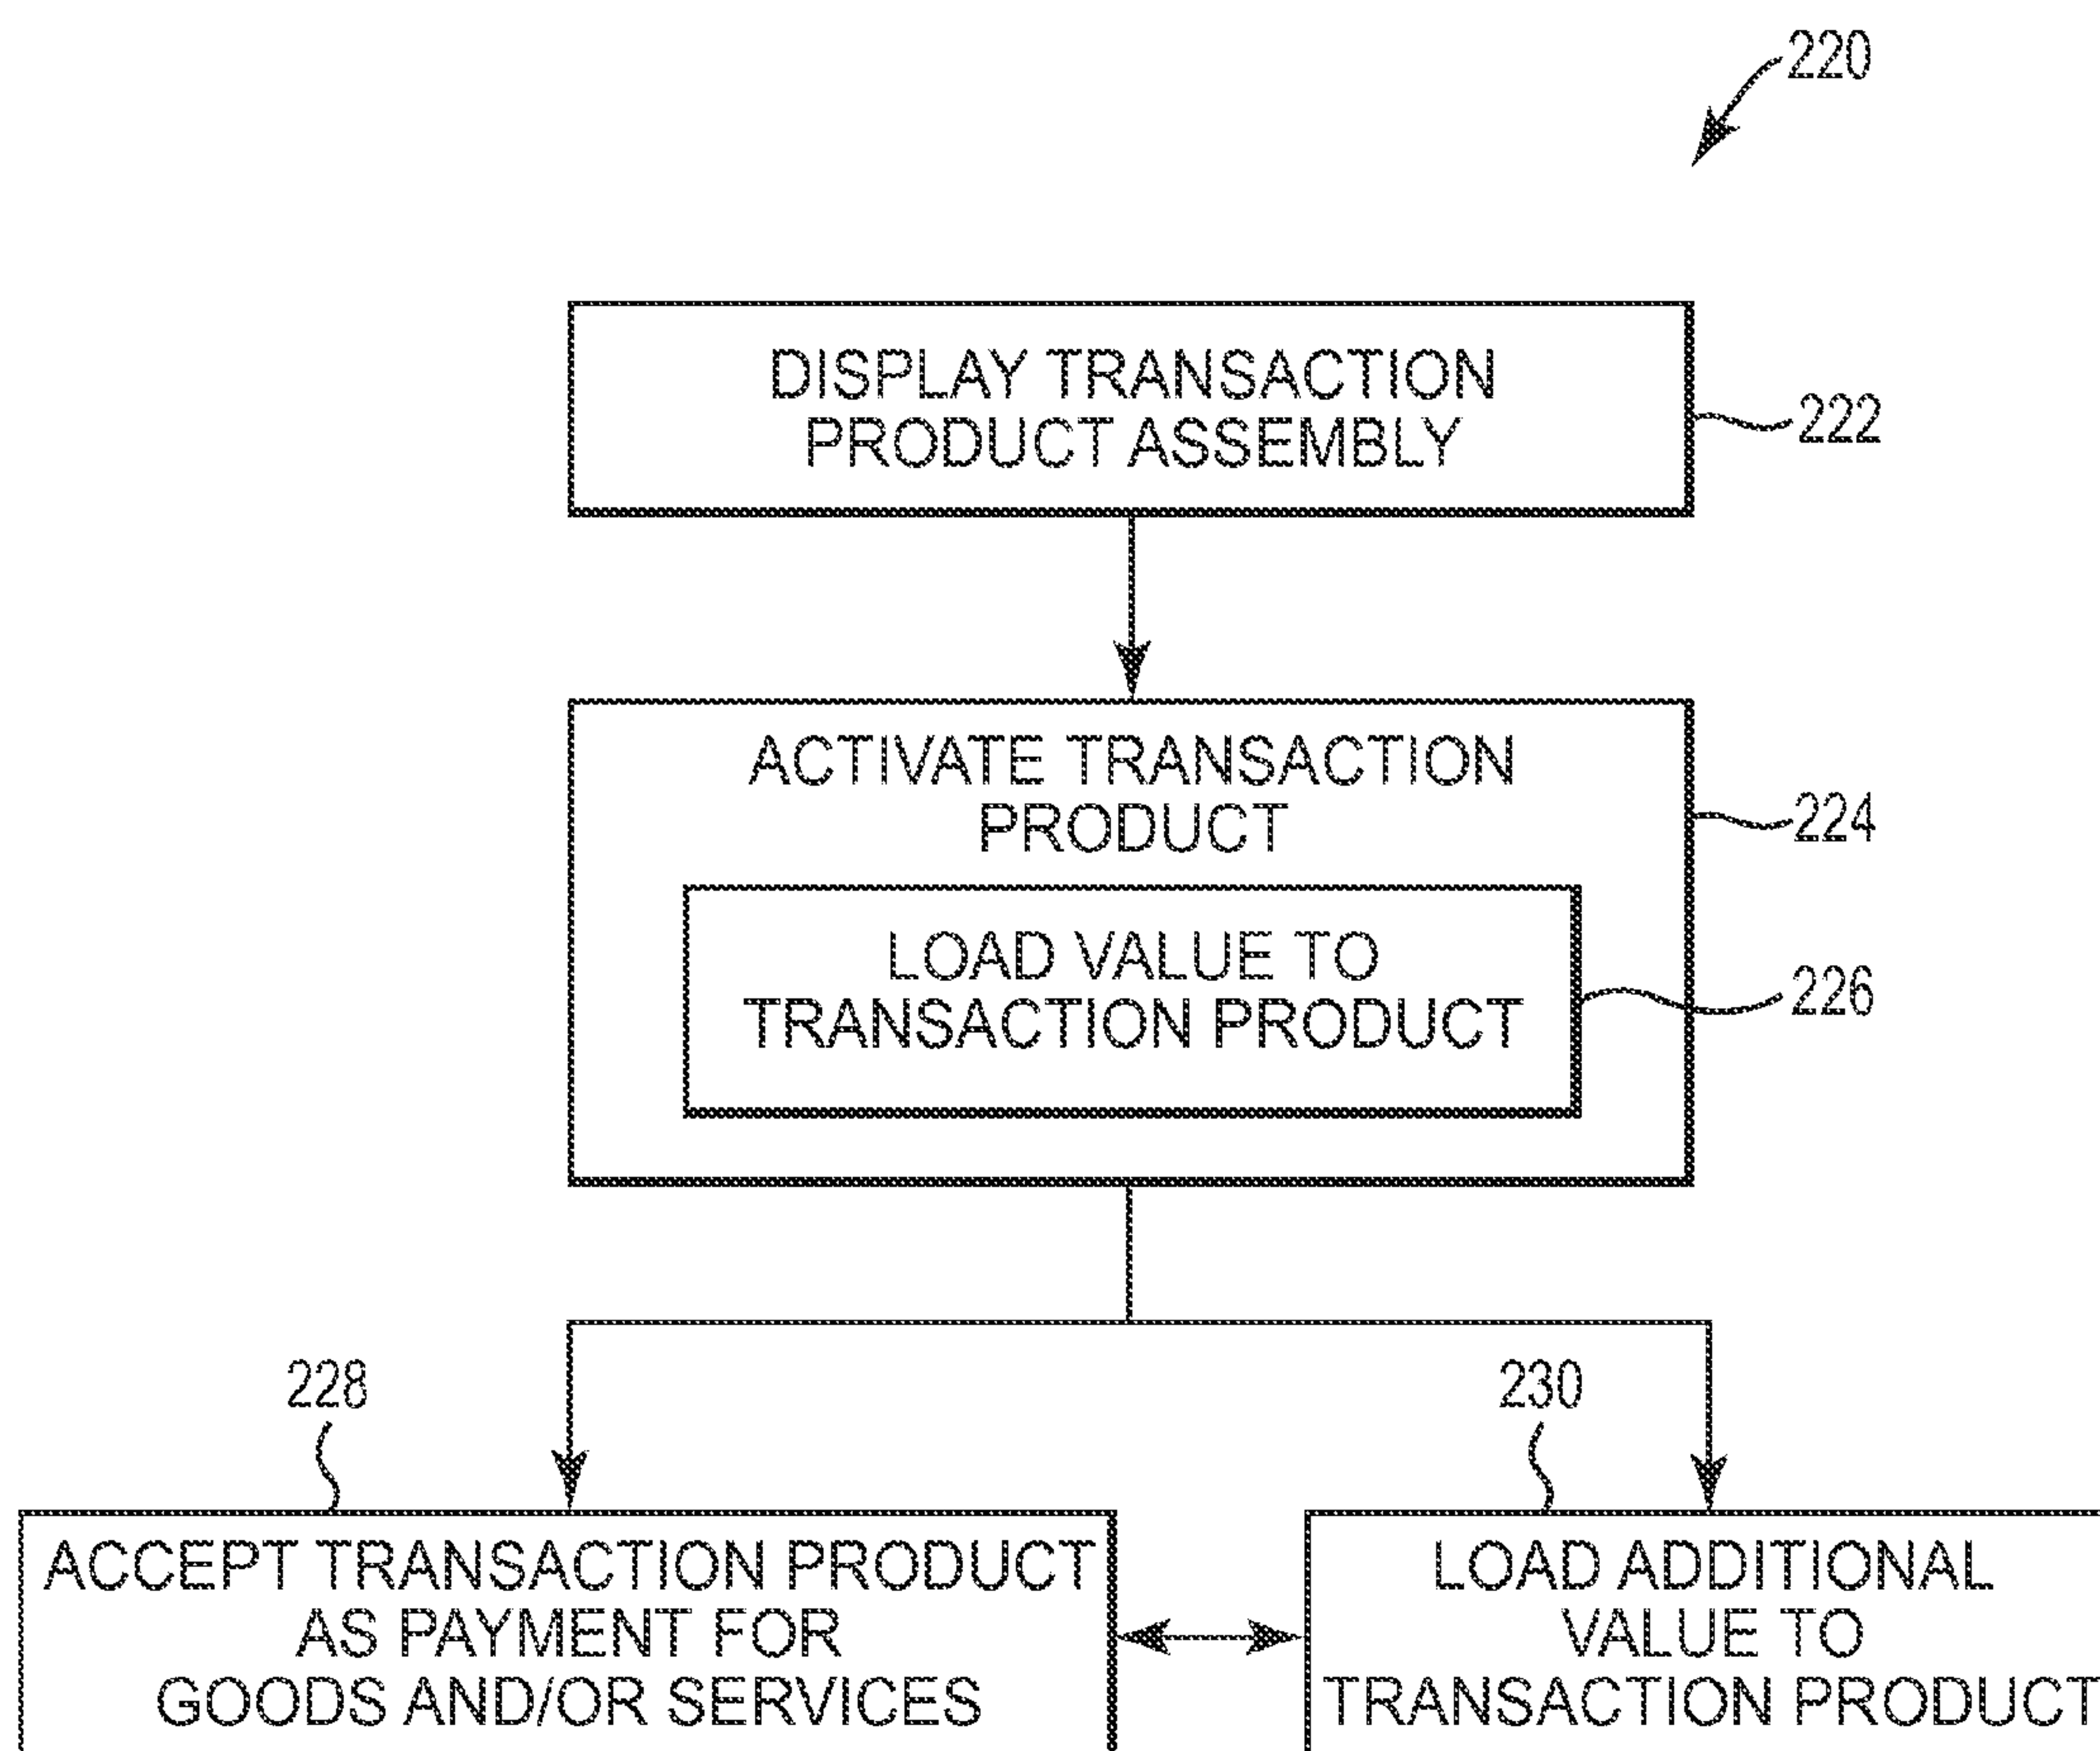 220
DISPLAY TRANSACTION
PRODUCT ASSEMBLY
222
ACTIVATE TRANSACTION
PRODUCT
224
LOAD VALUE TO
TRANSACTION PRODUCT
226
228
230
ACCEPT TRANSACTION PRODUCT
AS PAYMENT FOR
GOODS AND/OR SERVICES
LOAD ADDITIONAL
VALUE TO
TRANSACTION PRODUCT